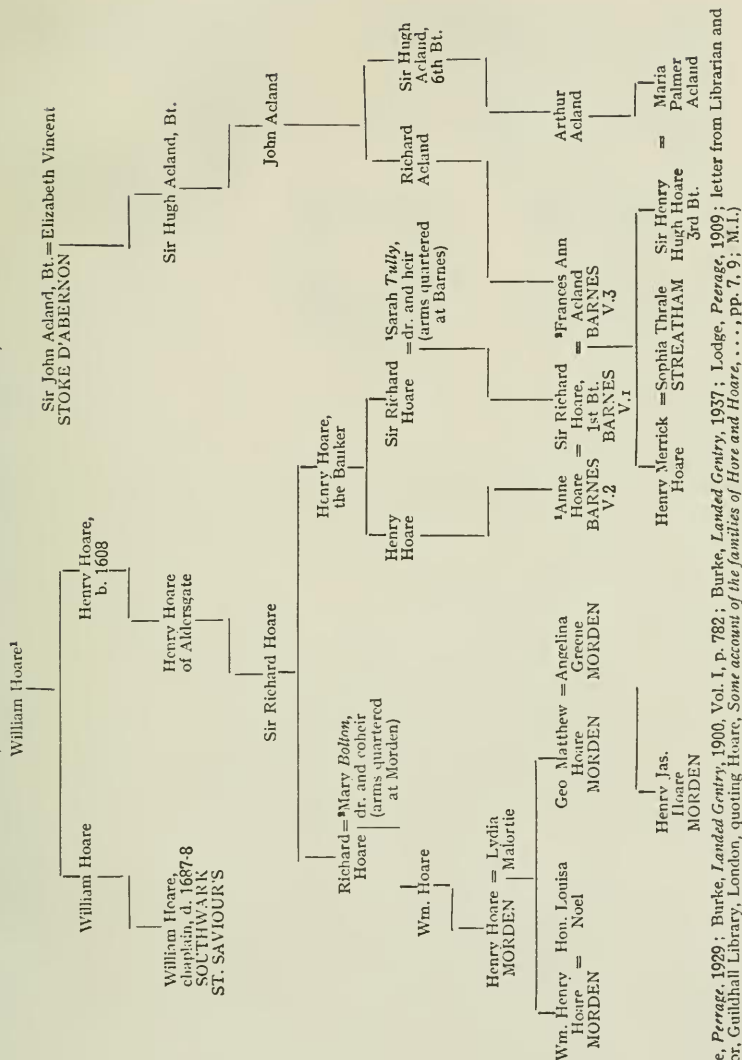 William Hoare¹
William Hoare
Henry Hoare,
b. 1608
William Hoare,
chaplain, d. 1687-8
SOUTHWARK
ST. SAVIOUR'S
Henry Hoare
of Aldersgate
Sir Richard Hoare
Richard = ²Mary Bolton,
Hoare dr. and coheir
(arms quartered
at Morden)
Henry Hoare,
the Banker
Wm. Hoare
Henry
Hoare
Sir Richard
Hoare
= ¹Sarah Tully,
dr. and heir
(arms quartered
at Barnes)
Henry Hoare = Lydia
MORDEN Malortie
¹Anne
Hoare =
BARNES
V.2
Sir Richard
Hoare,
1st Bt.
BARNES
V.1
= ²Frances Ann
Acland
BARNES
V.3
Wm. Henry
Hoare =
MORDEN
Hon. Louisa
Noel
Geo Matthew = Angelina
Hoare Greene
MORDEN MORDEN
Henry Merrick = Sophia Thrale
Hoare STREATHAM
Sir Henry
Hugh Hoare
3rd Bt.
=
Maria
Palmer
Acland
Henry Jas.
Hoare
MORDEN
Sir John Acland, Bt. = Elizabeth Vincent
STOKE D'ABERNON
Sir Hugh Acland, Bt.
John Acland
Richard
Acland
Sir Hugh
Acland,
6th Bt.
Arthur
Acland
Peerage, 1929; Burke, Landed Gentry, 1900, Vol. I, p. 782; Burke, Landed Gentry, 1937; Lodge, Peerage, 1909; letter from Librarian and
Guildhall Library, London, quoting Hoare, Some account of the families of Hore and Hoare, . . ., pp. 7, 9; M.I.)